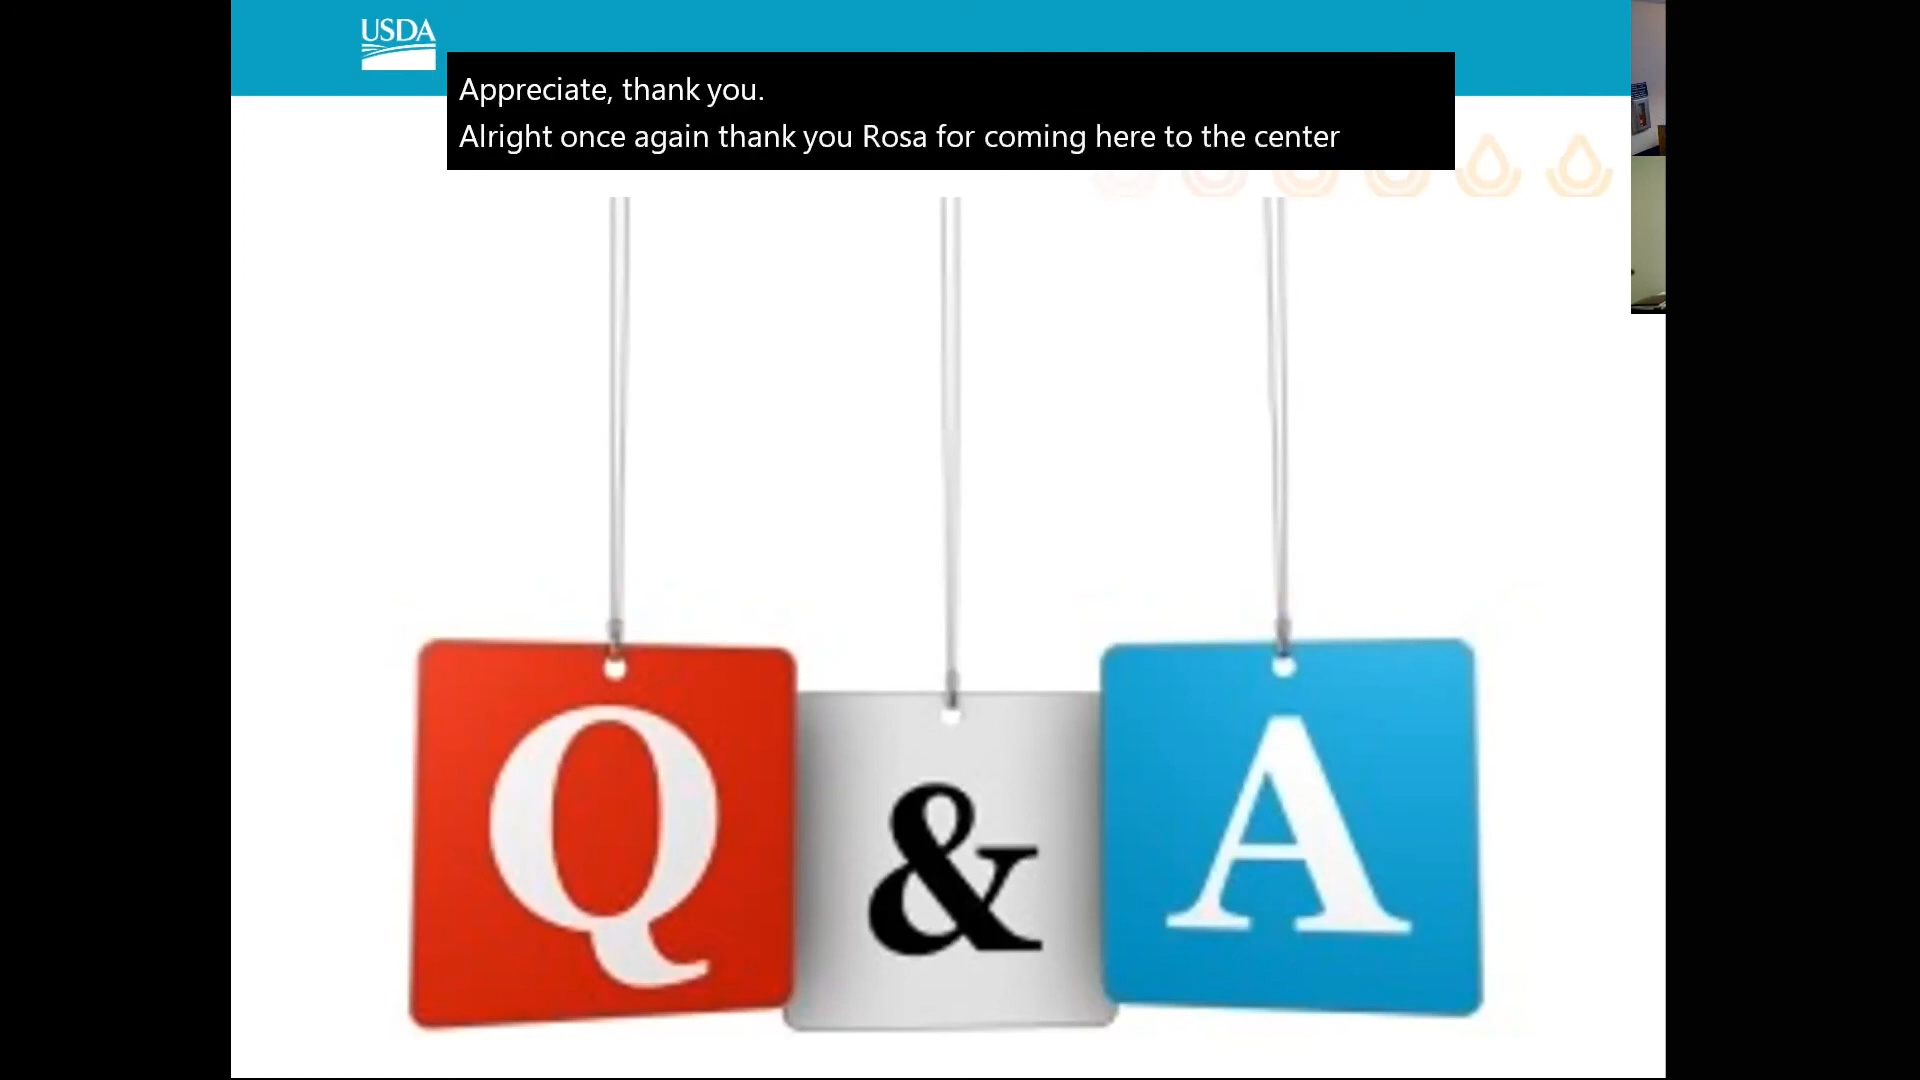 USDA
Appreciate, thank you.
Alright once again thank you Rosa for coming here to the center
Q & A